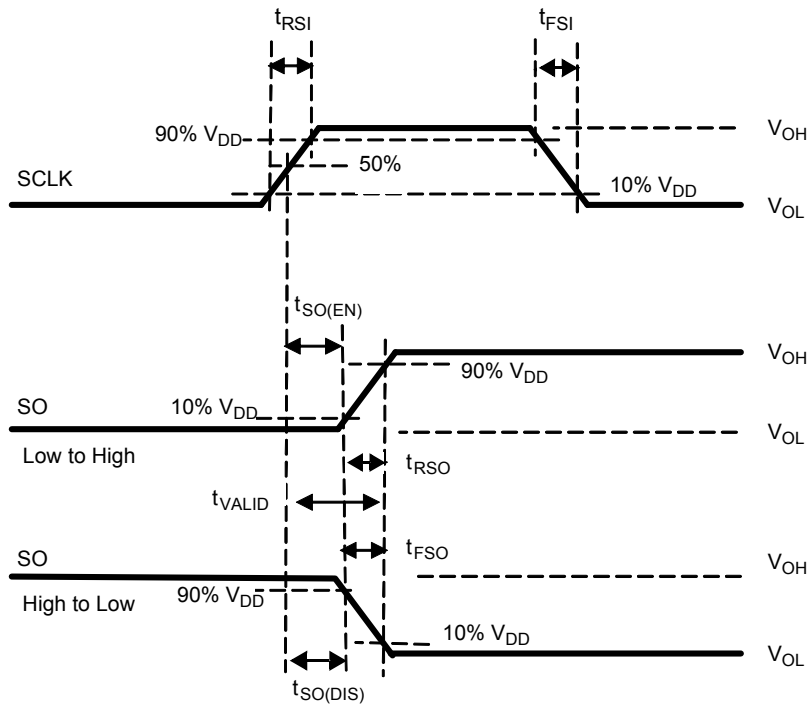 tRSI
tFSI
90% VDD
VOH
50%
SCLK
10% VDD
VOL
tSO(EN)
VOH
90% VDD
10% VDD
SO
VOL
Low to High
tRSO
tVALID
tFSO
SO
VOH
90% VDD
High to Low
10% VDD
VOL
tSO(DIS)